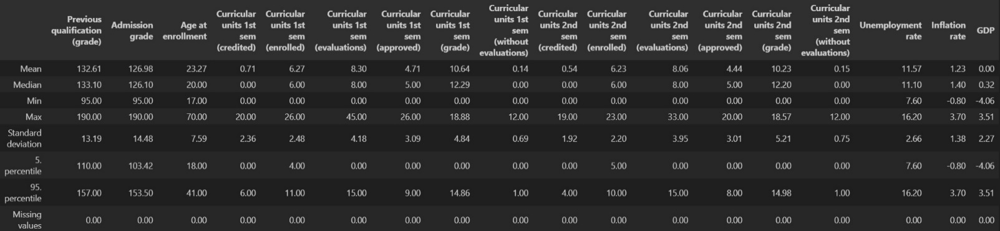 Previous qualification (grade) Admission grade Age at enrollment Curricular units 1st sem (credited) Curricular units 1st sem (enrolled) Curricular units 1st sem (evaluations) Curricular units 1st sem (approved) Curricular units 1st sem (grade) Curricular units 1st sem (without evaluations) Curricular units 2nd sem (credited) Curricular units 2nd sem (enrolled) Curricular units 2nd sem (evaluations) Curricular units 2nd sem (approved) Curricular units 2nd sem (grade) Curricular units 2nd sem (without evaluations) Unemployment rate Inflation rate GDP
Mean 132.61 126.98 23.27 0.71 6.27 8.30 4.71 10.64 0.14 0.54 6.23 8.06 4.44 10.23 0.15 11.57 1.23 0.00
Median 133.10 126.10 20.00 0.00 6.00 8.00 5.00 12.29 0.00 0.00 6.00 8.00 5.00 12.20 0.00 11.10 1.40 0.32
Min 95.00 95.00 17.00 0.00 0.00 0.00 0.00 0.00 0.00 0.00 0.00 0.00 0.00 0.00 0.00 7.60 -0.80 -4.06
Max 190.00 190.00 70.00 20.00 26.00 45.00 26.00 18.88 12.00 19.00 23.00 33.00 20.00 18.57 12.00 16.20 3.70 3.51
Standard deviation 13.19 14.48 7.59 2.36 2.48 4.18 3.09 4.84 0.69 1.92 2.20 3.95 3.01 5.21 0.75 2.66 1.38 2.27
5. percentile 110.00 103.42 18.00 0.00 4.00 0.00 0.00 0.00 0.00 0.00 5.00 0.00 0.00 0.00 0.00 7.60 -0.80 -4.06
95. percentile 157.00 153.50 41.00 6.00 11.00 15.00 9.00 14.86 1.00 4.00 10.00 15.00 8.00 14.98 1.00 16.20 3.70 3.51
Missing values 0.00 0.00 0.00 0.00 0.00 0.00 0.00 0.00 0.00 0.00 0.00 0.00 0.00 0.00 0.00 0.00 0.00 0.00